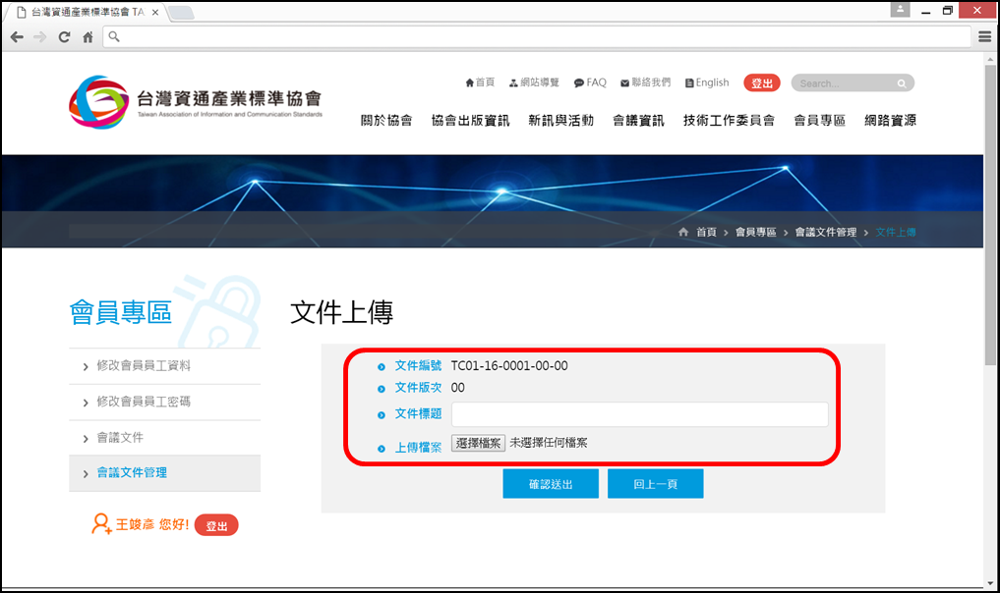 台灣資通產業標準協會 TA
首頁 網站導覽 FAQ 聯絡我們 English 登出 Search...
台灣資通產業標準協會
Taiwan Association of Information and Communication Standards
關於協會 協會出版資訊 新訊與活動 會議資訊 技術工作委員會 會員專區 網路資源
首頁 > 會員專區 > 會議文件管理 > 文件上傳
會員專區
修改會員員工資料
修改會員員工密碼
會議文件
會議文件管理
王竣彥 您好! 登出
文件上傳
文件編號 TC01-16-0001-00-00
文件版次 00
文件標題
上傳檔案 選擇檔案 未選擇任何檔案
確認送出 回上一頁